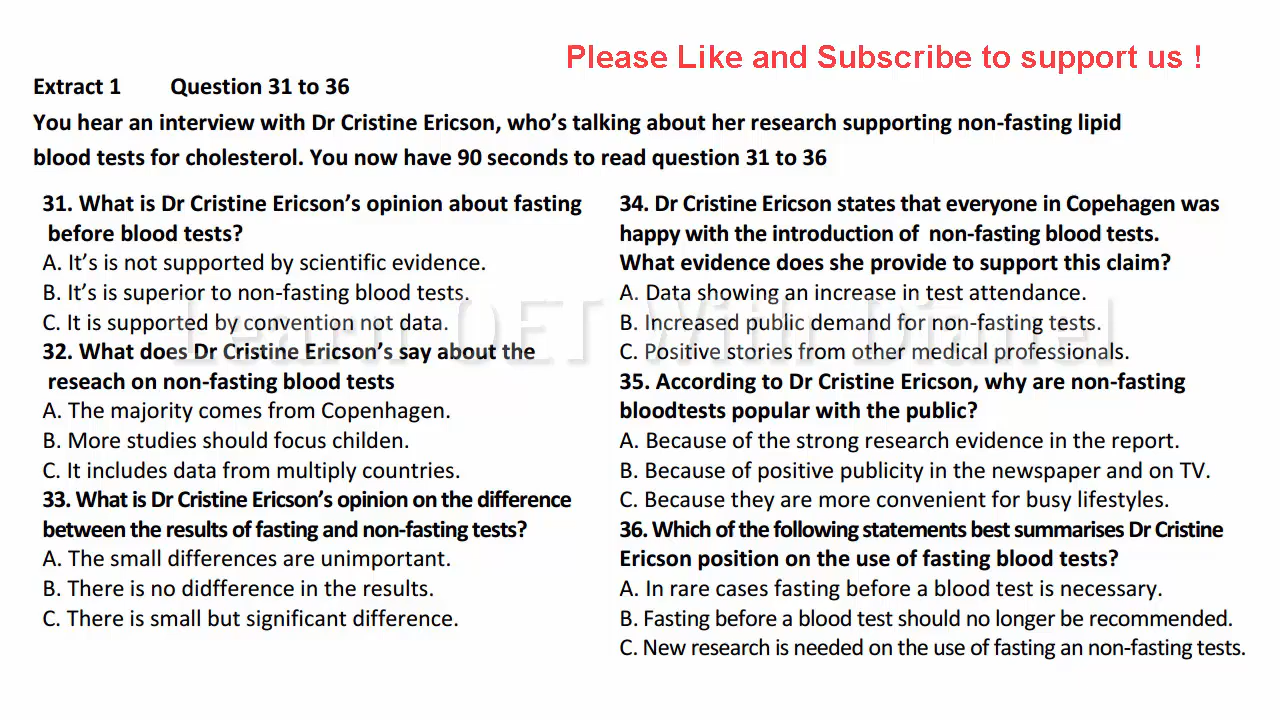 Please Like and Subscribe to support us !
Extract 1 Question 31 to 36
You hear an interview with Dr Cristine Ericson, who's talking about her research supporting non-fasting lipid
blood tests for cholesterol. You now have 90 seconds to read question 31 to 36
31. What is Dr Cristine Ericson's opinion about fasting
before blood tests?
A. It's is not supported by scientific evidence.
B. It's is superior to non-fasting blood tests.
C. It is supported by convention not data.
32. What does Dr Cristine Ericson's say about the
reseach on non-fasting blood tests
A. The majority comes from Copenhagen.
B. More studies should focus childen.
C. It includes data from multiply countries.
33. What is Dr Cristine Ericson's opinion on the difference
between the results of fasting and non-fasting tests?
A. The small differences are unimportant.
B. There is no didfference in the results.
C. There is small but significant difference.
34. Dr Cristine Ericson states that everyone in Copehagen was
happy with the introduction of non-fasting blood tests.
What evidence does she provide to support this claim?
A. Data showing an increase in test attendance.
B. Increased public demand for non-fasting tests.
C. Positive stories from other medical professionals.
35. According to Dr Cristine Ericson, why are non-fasting
bloodtests popular with the public?
A. Because of the strong research evidence in the report.
B. Because of positive publicity in the newspaper and on TV.
C. Because they are more convenient for busy lifestyles.
36. Which of the following statements best summarises Dr Cristine
Ericson position on the use of fasting blood tests?
A. In rare cases fasting before a blood test is necessary.
B. Fasting before a blood test should no longer be recommended.
C. New research is needed on the use of fasting an non-fasting tests.
Learn OET With Dianel